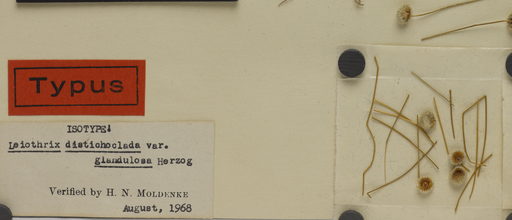 Typus
ISOTYPE!
Leiothrix distichoclada var.
glandulosa Herzog
Verified by H. N. MOLDENKE
August, 1968